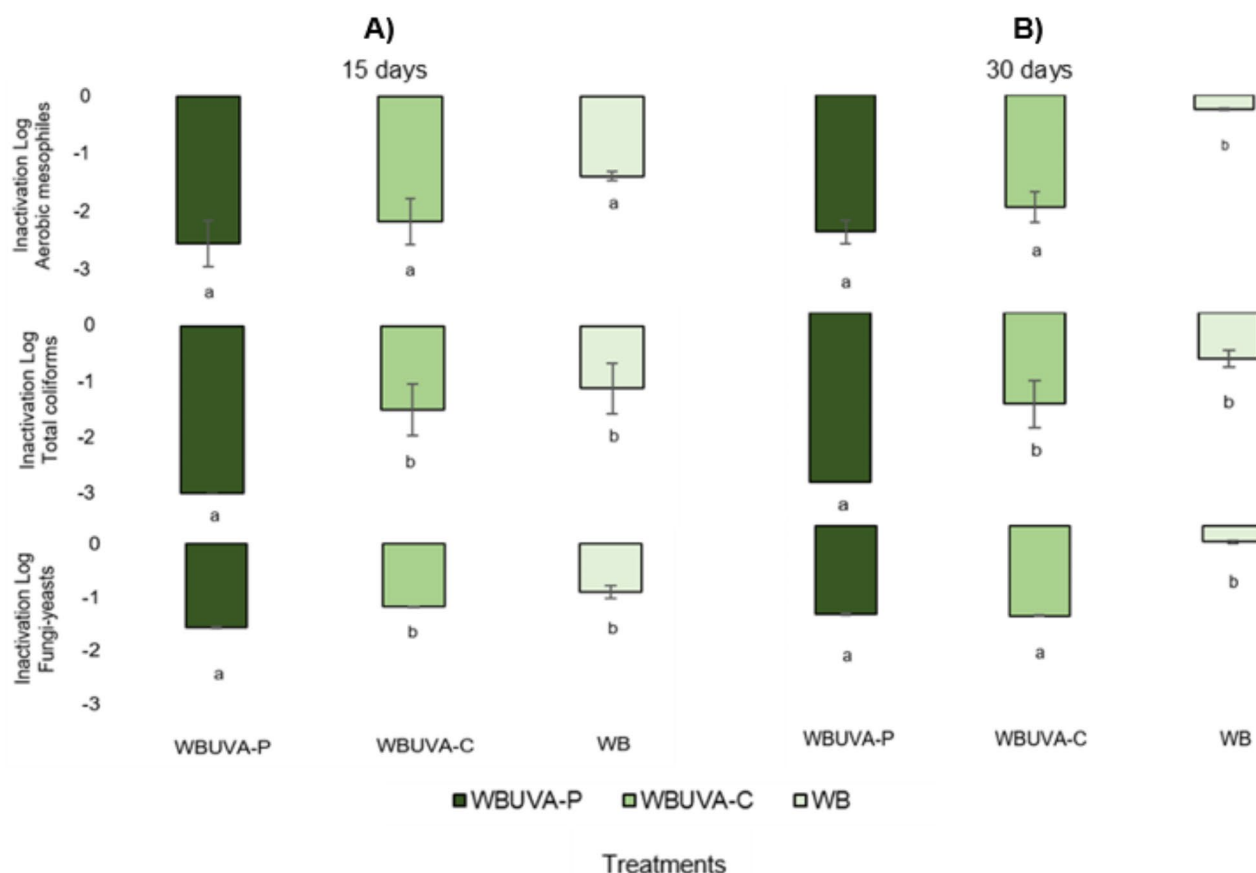 A)
B)
15 days
30 days
Inactivation Log
Aerobic mesophiles
0
-1
-2
-3
a
a
a
a
a
b
Inactivation Log
Total coliforms
0
-1
-2
-3
a
b
b
a
b
b
Inactivation Log
Fungi-yeasts
0
-1
-2
-3
a
b
b
a
a
b
WBUVA-P
WBUVA-C
WB
WBUVA-P
WBUVA-C
WB
WBUVA-P
WBUVA-C
WB
Treatments